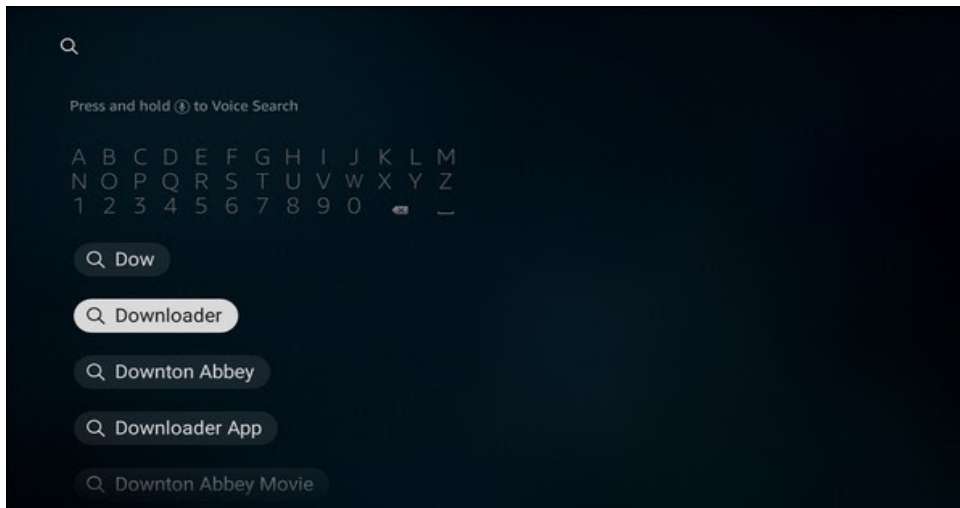 Press and hold to Voice Search
A B C D E F G H I J K L M
N O P Q R S T U V W X Y Z
1 2 3 4 5 6 7 8 9 0
Dow
Downloader
Downton Abbey
Downloader App
Downton Abbey Movie